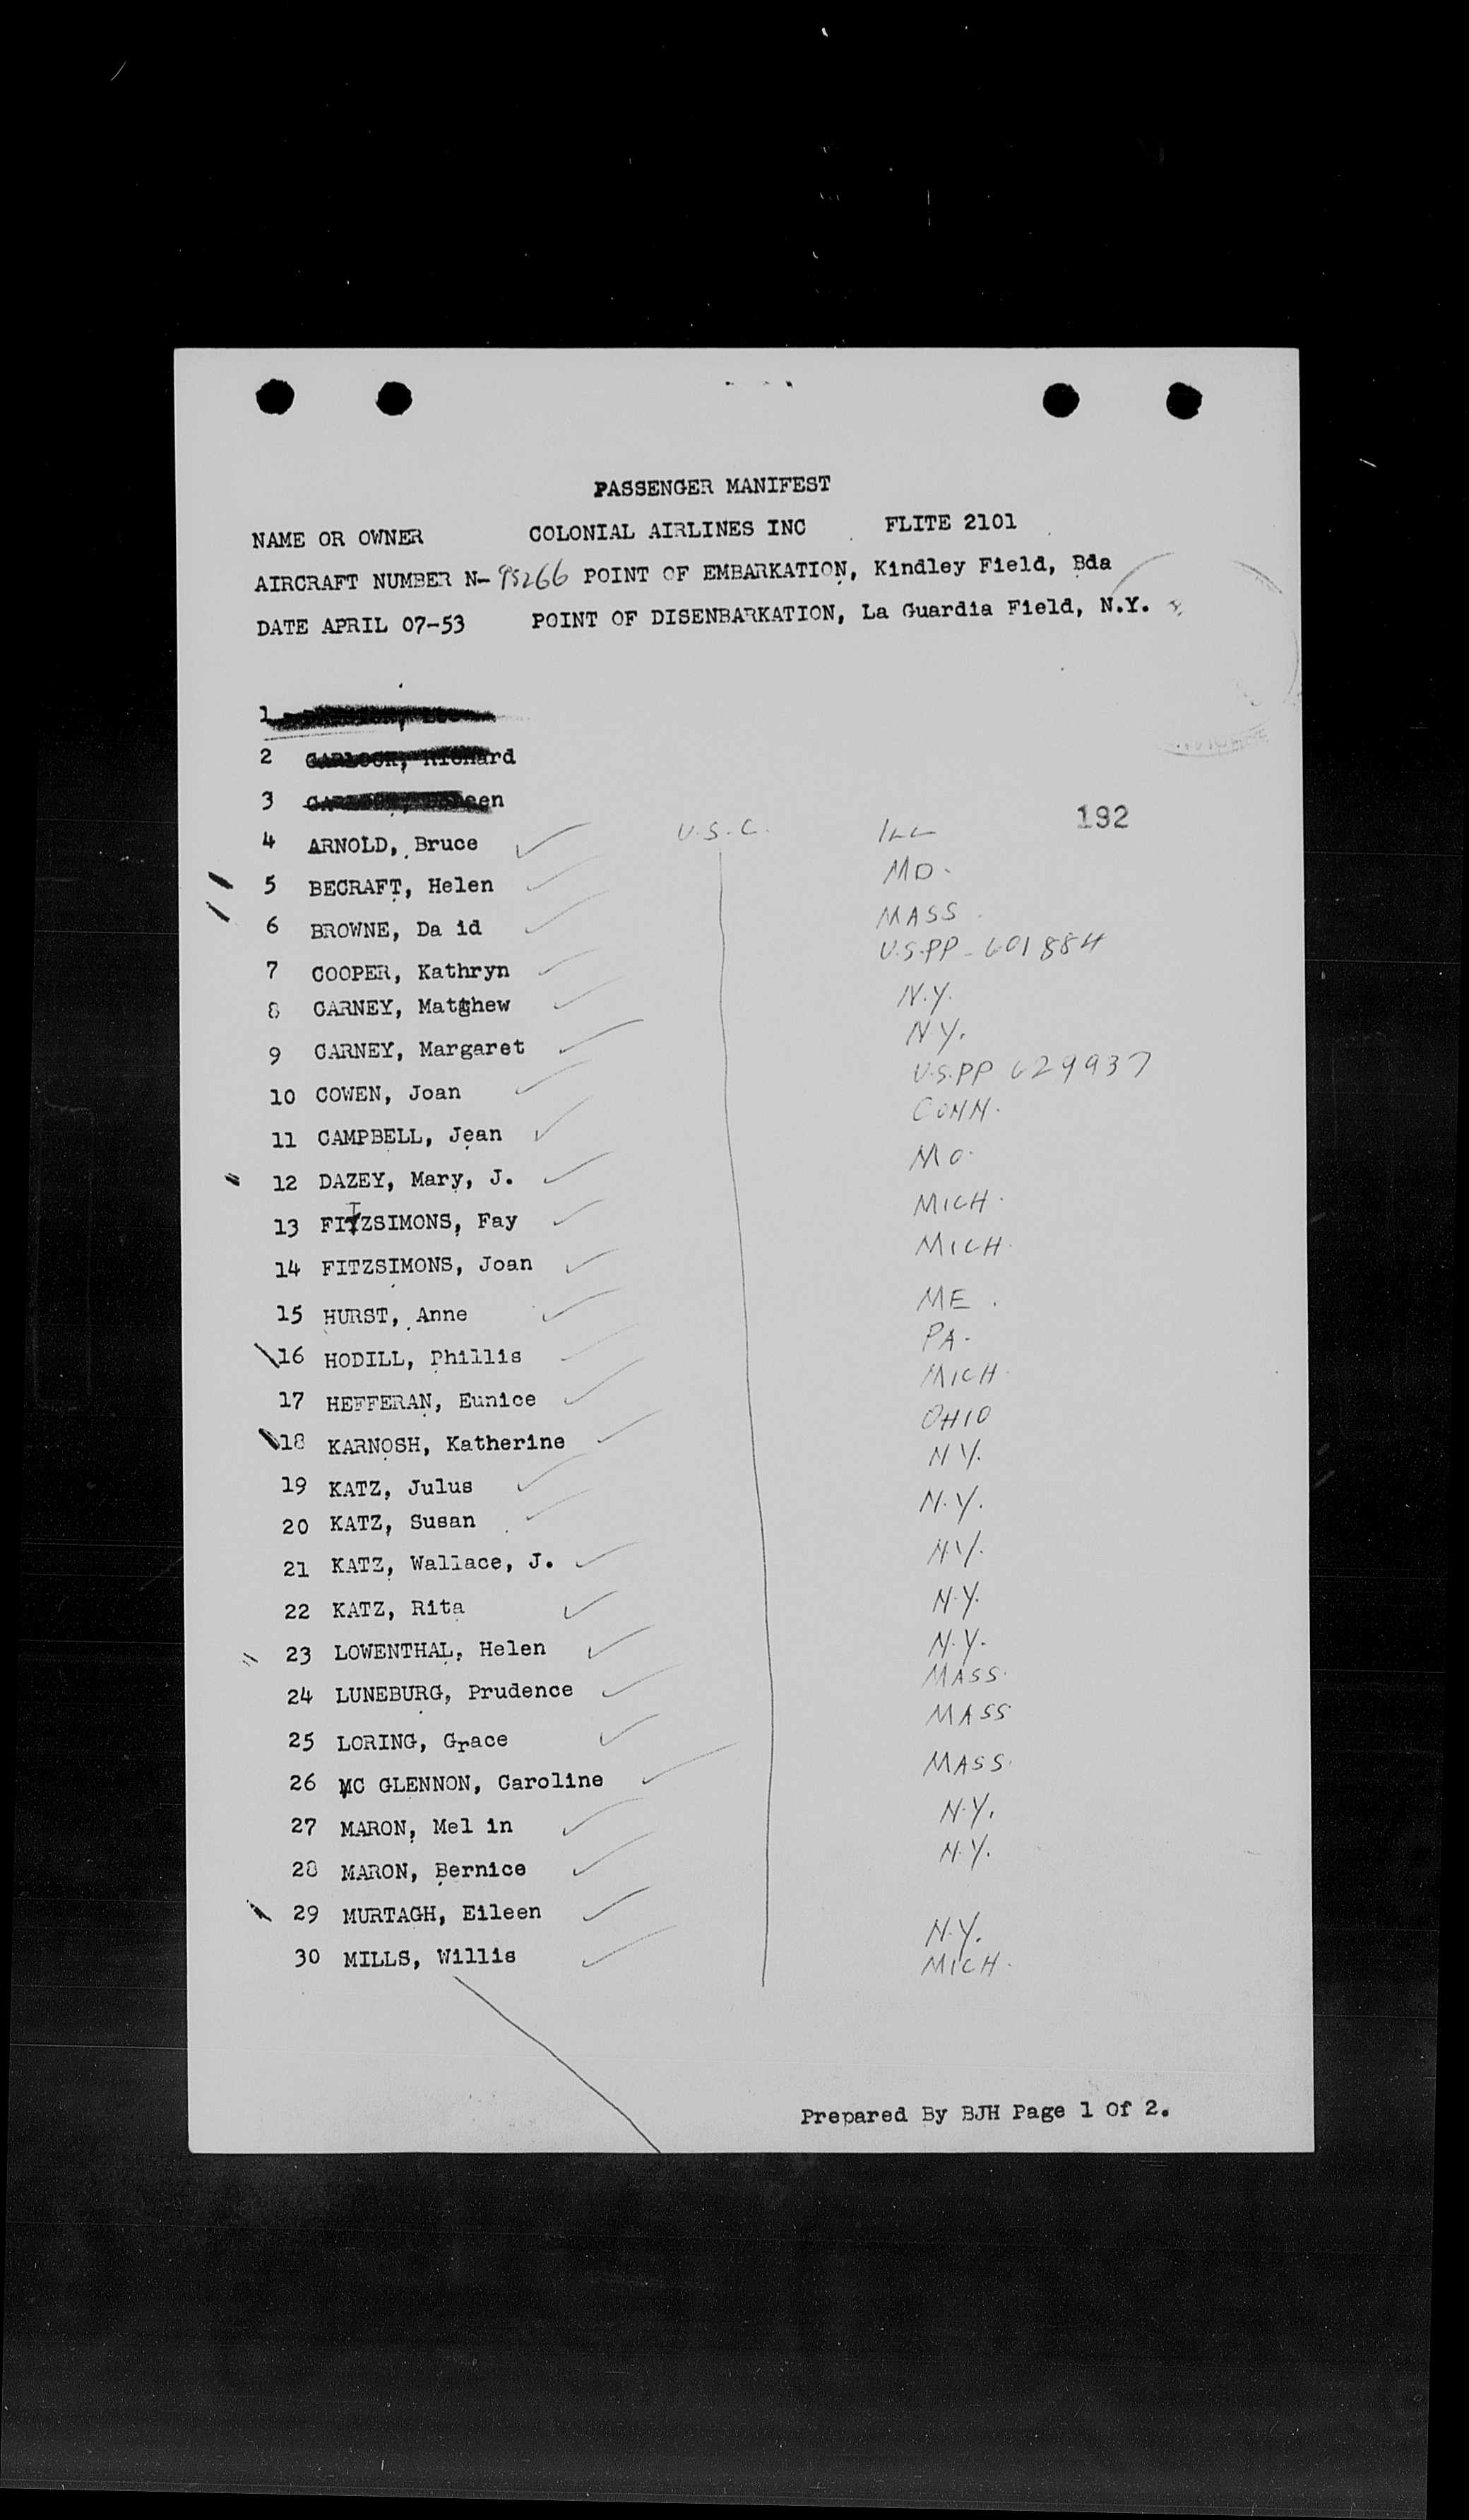 PASSENGER MANIFEST
NAME OR OWNER COLONIAL AIRLINES INC FLITE 2101
AIRCRAFT NUMBER N-95266 POINT OF EMBARKATION, Kindley Field, Bda
DATE APRIL 07-53 POINT OF DISENBARKATION, La Guardia Field, N.Y.
1
2 GARLOCK, Richard
3
192
4 ARNOLD, Bruce U.S.C. ILL
5 BECRAFT, Helen MO.
6 BROWNE, Da id MASS.
7 COOPER, Kathryn U.S.PP - 601884
8 CARNEY, Matthew N.Y.
9 CARNEY, Margaret N.Y.
10 COWEN, Joan U.S.PP 629937
11 CAMPBELL, Jean CONN.
12 DAZEY, Mary, J. MO.
13 FITZSIMONS, Fay MICH.
14 FITZSIMONS, Joan MICH.
15 HURST, Anne ME.
16 HODILL, Phillis PA.
17 HEFFERAN, Eunice MICH.
18 KARNOSH, Katherine OHIO
19 KATZ, Julus N.Y.
20 KATZ, Susan N.Y.
21 KATZ, Wallace, J. N.Y.
22 KATZ, Rita N.Y.
23 LOWENTHAL, Helen N.Y.
24 LUNEBURG, Prudence MASS.
25 LORING, Grace MASS
26 MC GLENNON, Caroline MASS.
27 MARON, Mel in N.Y.
28 MARON, Bernice N.Y.
29 MURTAGH, Eileen N.Y.
30 MILLS, Willis MICH.
Prepared By BJH Page 1 Of 2.